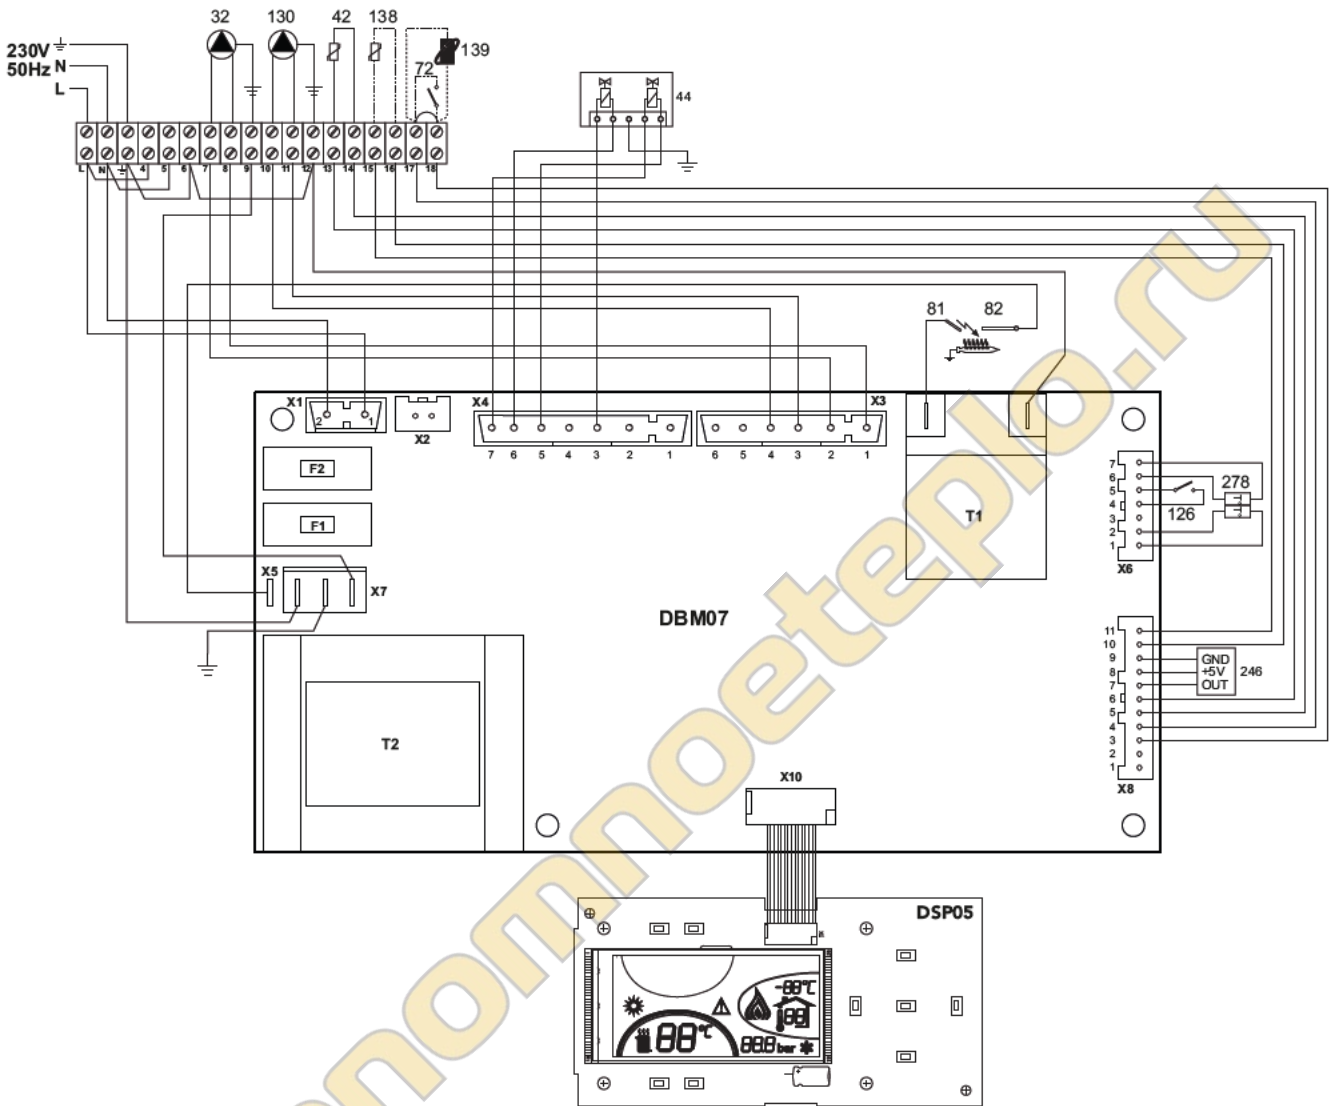 32 130 42 138
139
72
230V
50Hz N
L
44
L N 4 5 6 7 8 9 10 11 12 13 14 15 16 17 18
81 82
X1 X4 X3
2 1
X2
7 6 5 4 3 2 1
6 5 4 3 2 1
F2
F1
T1
7
6
5
4
3
2
1
278
126
X6
X5
X7
DBM07
T2
11
10
9
8
7
6
5
4
3
2
1
GND
+5V
OUT
246
X8
X10
DSP05
-88°C
88
88°C
88.8 bar
nomnoeteplo.ru